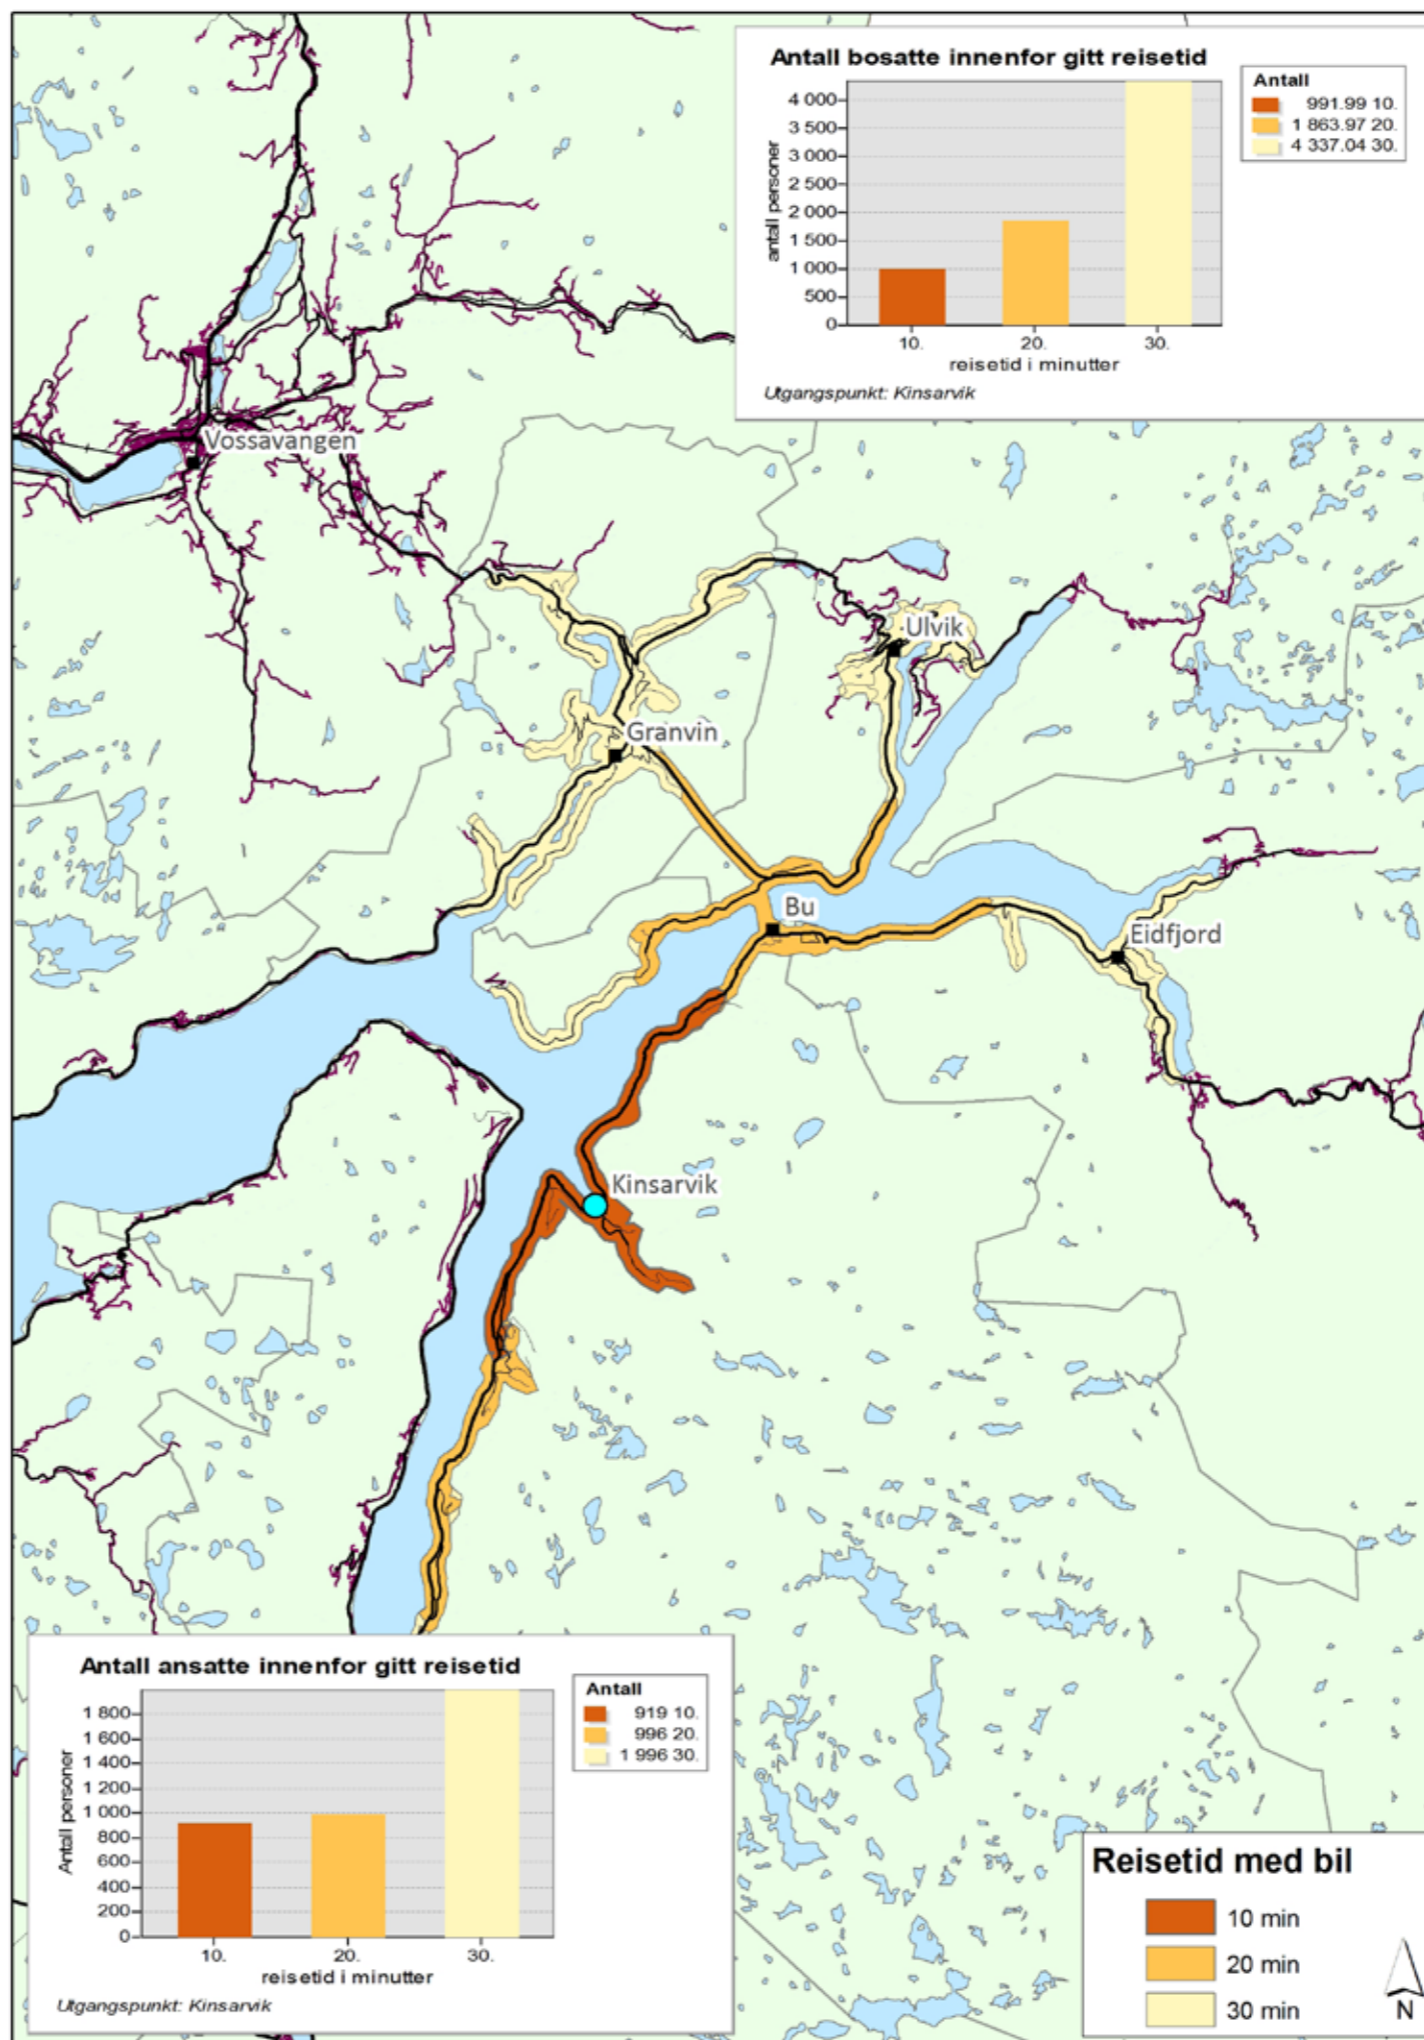 Antall bosatte innenfor gitt reisetid
antall personer
4 000
3 500
3 000
2 500
2 000
1 500
1 000
500
0
10.
20.
30.
reisetid i minutter
Utgangspunkt: Kinsarvik
Antall
991.99 10.
1 863.97 20.
4 337.04 30.
Vossavangen
Ulvik
Granvin
Bu
Eidfjord
Kinsarvik
Antall ansatte innenfor gitt reisetid
Antall personer
1 800
1 600
1 400
1 200
1 000
800
600
400
200
0
10.
20.
30.
reisetid i minutter
Utgangspunkt: Kinsarvik
Antall
919 10.
996 20.
1 996 30.
Reisetid med bil
10 min
20 min
30 min
N